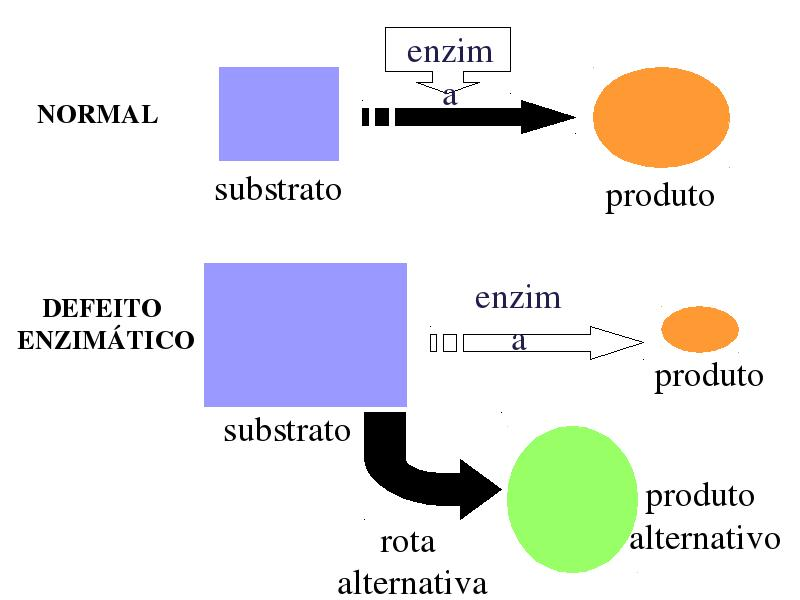 enzim
a
NORMAL
substrato
produto
DEFEITO
ENZIMÁTICO
enzim
a
produto
substrato
produto
alternativo
rota
alternativa